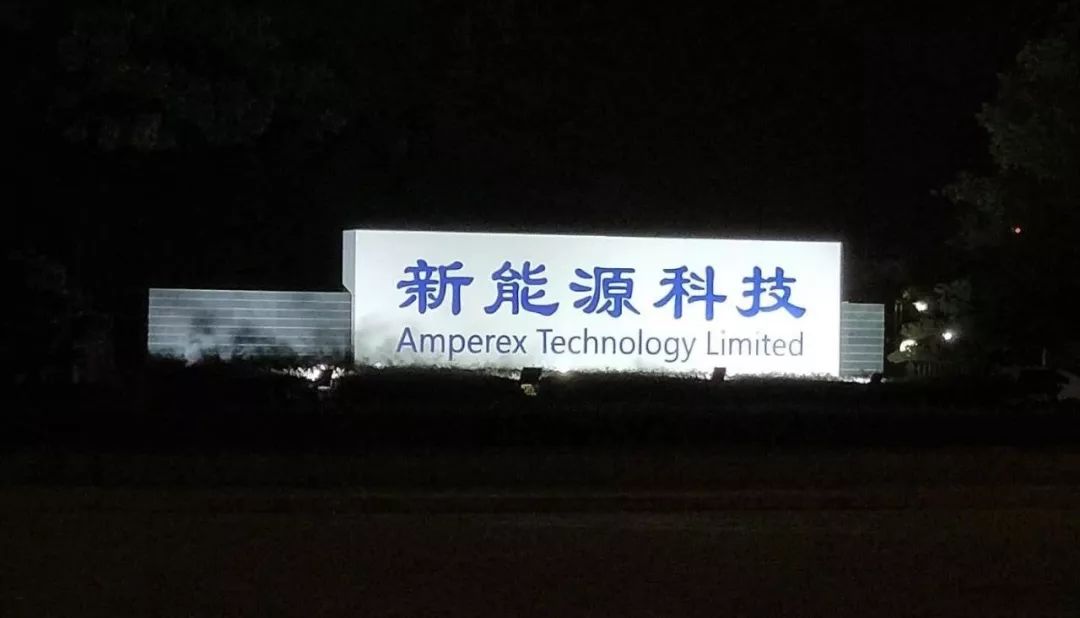 新能源科技
Amperex Technology Limited